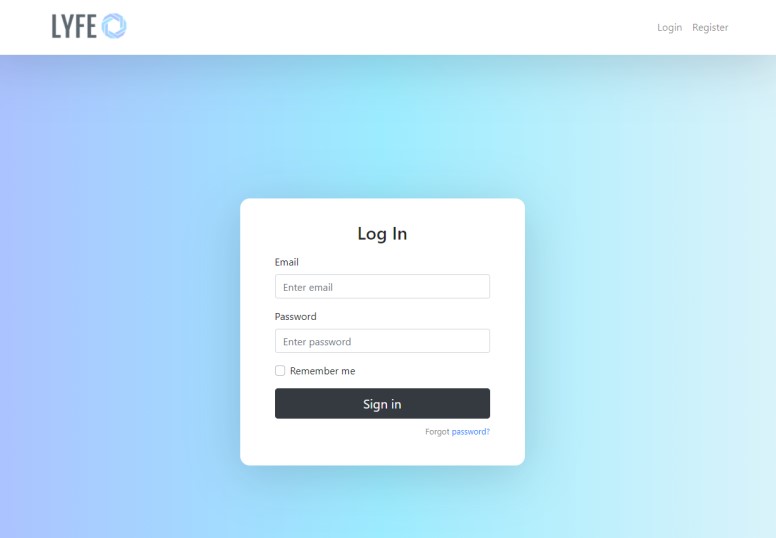 LYFE
Login Register
Log In
Email
Enter email
Password
Enter password
Remember me
Sign in
Forgot password?